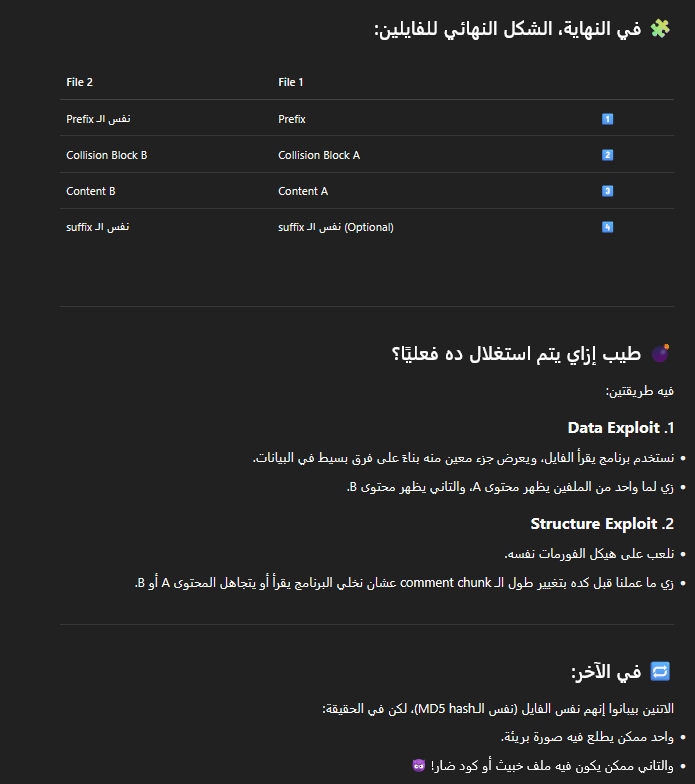 🧩 في النهاية، الشكل النهائي للفايلين:
File 1 File 2
1️⃣ Prefix نفس الـ Prefix
2️⃣ Collision Block A Collision Block B
3️⃣ Content A Content B
4️⃣ نفس الـ suffix (Optional) نفس الـ suffix
💣 طيب إزاي يتم استغلال ده فعليًا؟
فيه طريقتين:
1. Data Exploit
• نستخدم برنامج يقرأ الفايل، ويعرض جزء معين منه بناءً على فرق بسيط في البيانات.
• زي لما واحد من الملفين يظهر محتوى A، والتاني يظهر محتوى B.
2. Structure Exploit
• نلعب على هيكل الفورمات نفسه.
• زي ما عملنا قبل كده بتغيير طول الـ comment chunk عشان نخلي البرنامج يقرأ أو يتجاهل المحتوى A أو B.
🔁 في الآخر:
الاتنين بيبانوا إنهم نفس الفايل (نفس الـMD5 hash)، لكن في الحقيقة:
• واحد ممكن يطلع فيه صورة بريئة.
• والتاني ممكن يكون فيه ملف خبيث أو كود ضار! 😈